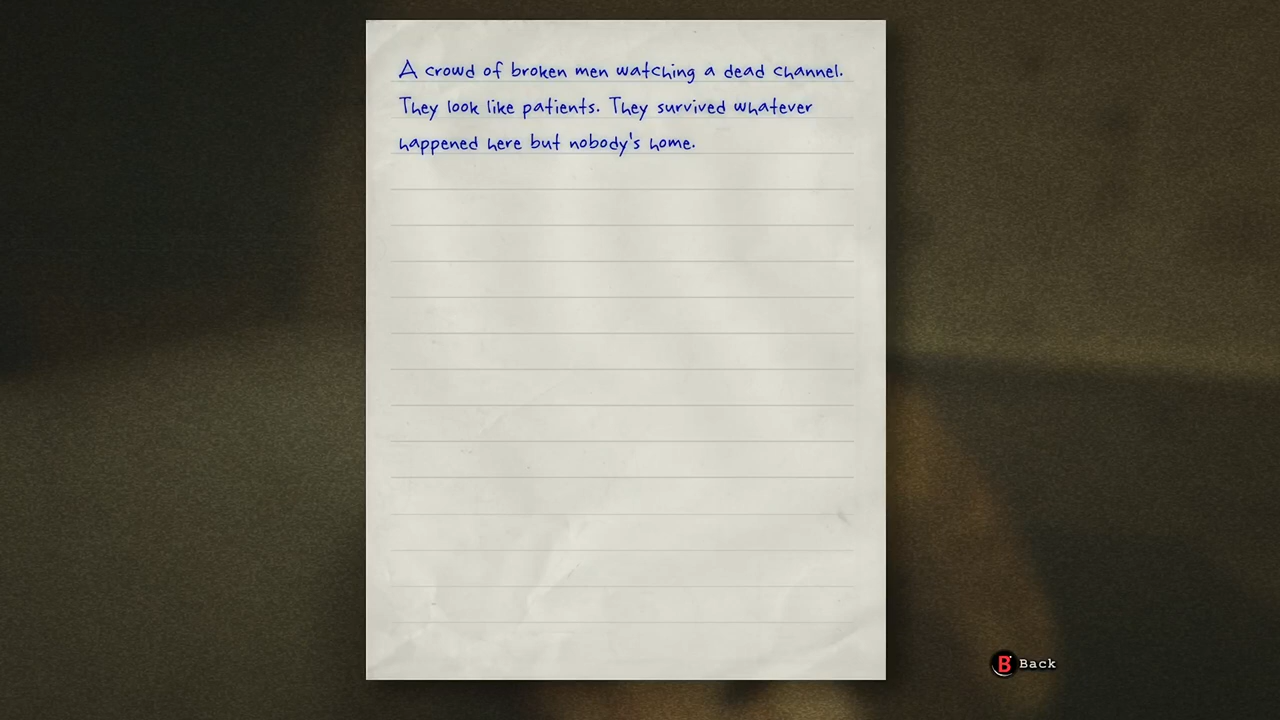 A crowd of broken men watching a dead channel.
They look like patients. They survived whatever
happened here but nobody's home.
B Back